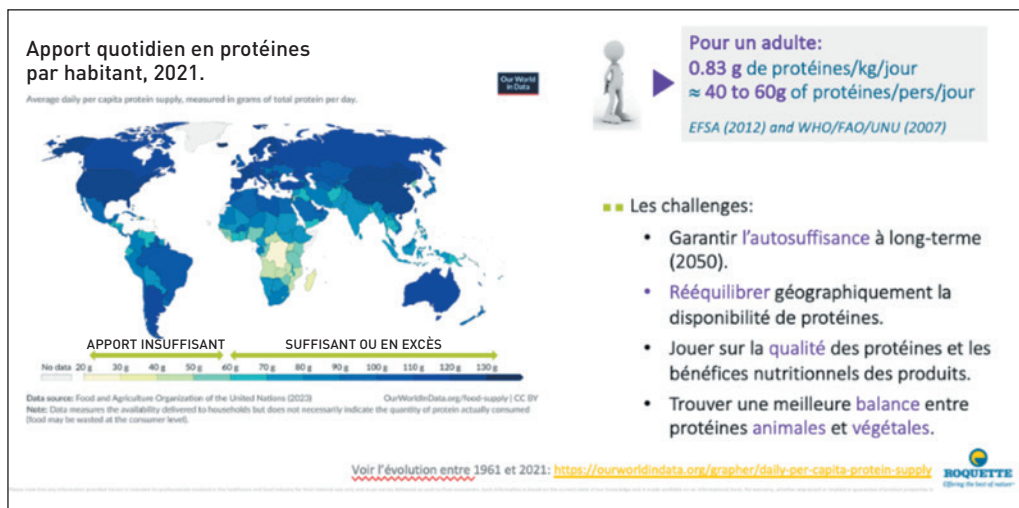 Apport quotidien en protéines
par habitant, 2021.
Our World
in Data
Average daily per capita protein supply, measured in grams of total protein per day.
APPORT INSUFFISANT
SUFFISANT OU EN EXCÈS
No data 20 g 30 g 40 g 50 g 60 g 70 g 80 g 90 g 100 g 110 g 120 g 130 g
Data source: Food and Agriculture Organization of the United Nations (2023)
OurWorldinData.org/food-supply | CC BY
Note: Data measures the availability delivered to households but does not necessarily indicate the quantity of protein actually consumed
(food may be wasted at the consumer level).
Pour un adulte:
0.83 g de protéines/kg/jour
≈ 40 to 60g of protéines/pers/jour
EFSA (2012) and WHO/FAO/UNU (2007)
Les challenges:
• Garantir l'autosuffisance à long-terme
(2050).
• Rééquilibrer géographiquement la
disponibilité de protéines.
• Jouer sur la qualité des protéines et les
bénéfices nutritionnels des produits.
• Trouver une meilleure balance entre
protéines animales et végétales.
Voir l'évolution entre 1961 et 2021: https://ourworldindata.org/grapher/daily-per-capita-protein-supply
ROQUETTE
Offering the best of nature™